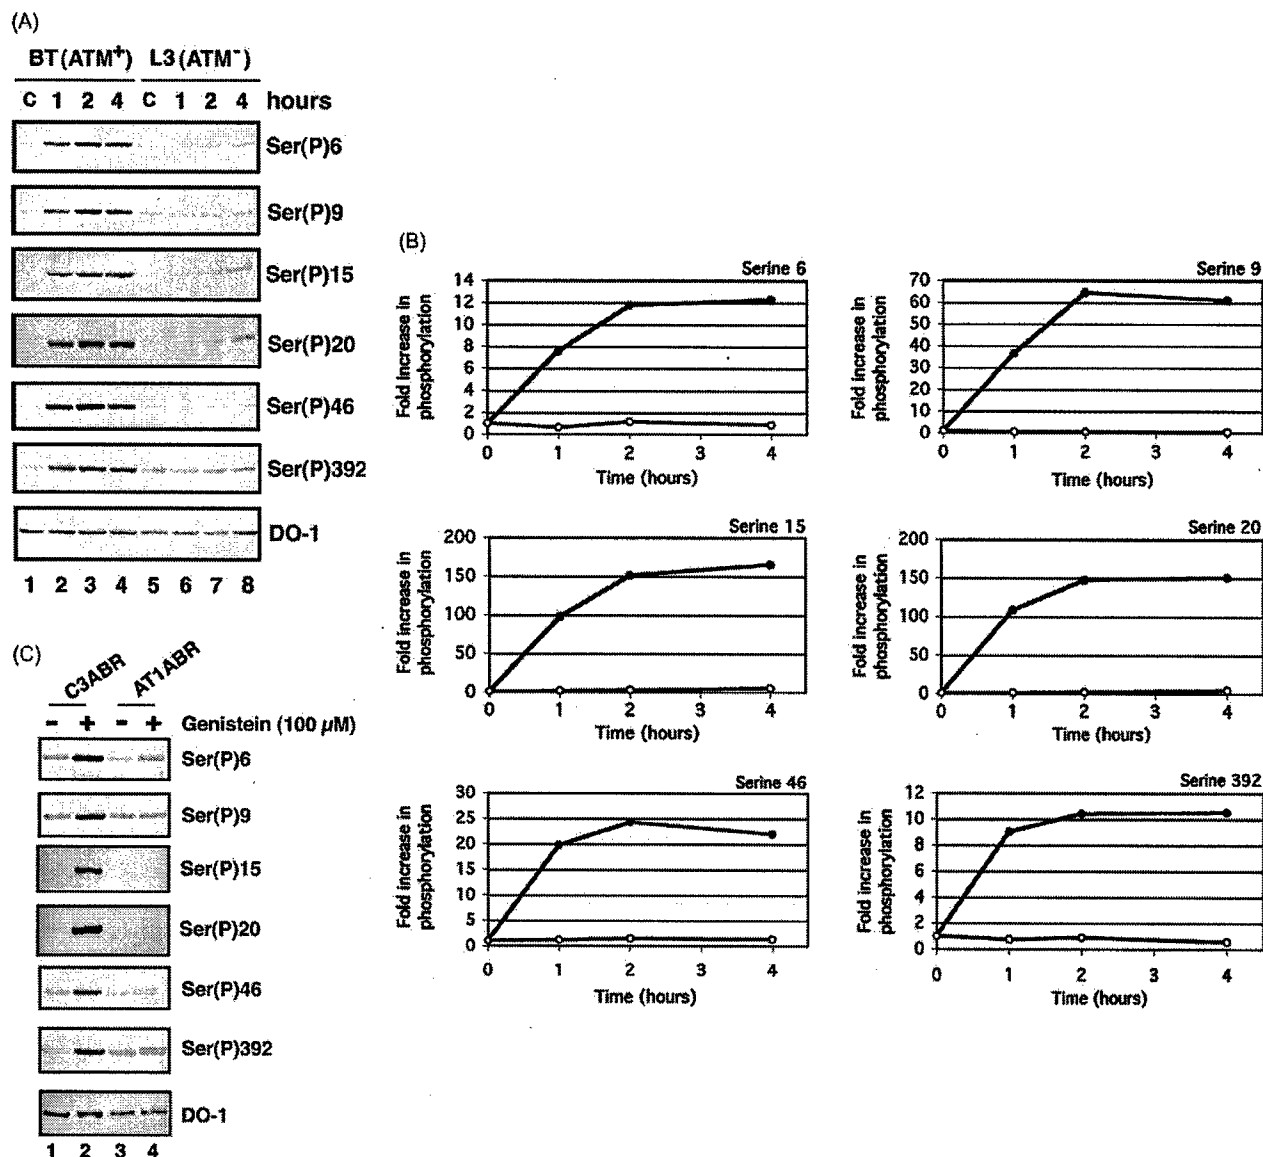 (A)
BT(ATM+) L3(ATM-)
C 1 2 4 C 1 2 4 hours
Ser(P)6
Ser(P)9
Ser(P)15
Ser(P)20
Ser(P)46
Ser(P)392
DO-1
1 2 3 4 5 6 7 8
(B)
Serine 6
Fold increase in
phosphorylation
14
12
10
8
6
4
2
0
0 1 2 3 4
Time (hours)
Serine 9
Fold increase in
phosphorylation
70
60
50
40
30
20
10
0
0 1 2 3 4
Time (hours)
Serine 15
Fold increase in
phosphorylation
200
150
100
50
0
0 1 2 3 4
Time (hours)
Serine 20
Fold increase in
phosphorylation
200
150
100
50
0
0 1 2 3 4
Time (hours)
Serine 46
Fold increase in
phosphorylation
30
25
20
15
10
5
0
0 1 2 3 4
Time (hours)
Serine 392
Fold increase in
phosphorylation
12
10
8
6
4
2
0
0 1 2 3 4
Time (hours)
(C)
C3ABR AT1ABR
- + - + Genistein (100 μM)
Ser(P)6
Ser(P)9
Ser(P)15
Ser(P)20
Ser(P)46
Ser(P)392
DO-1
1 2 3 4